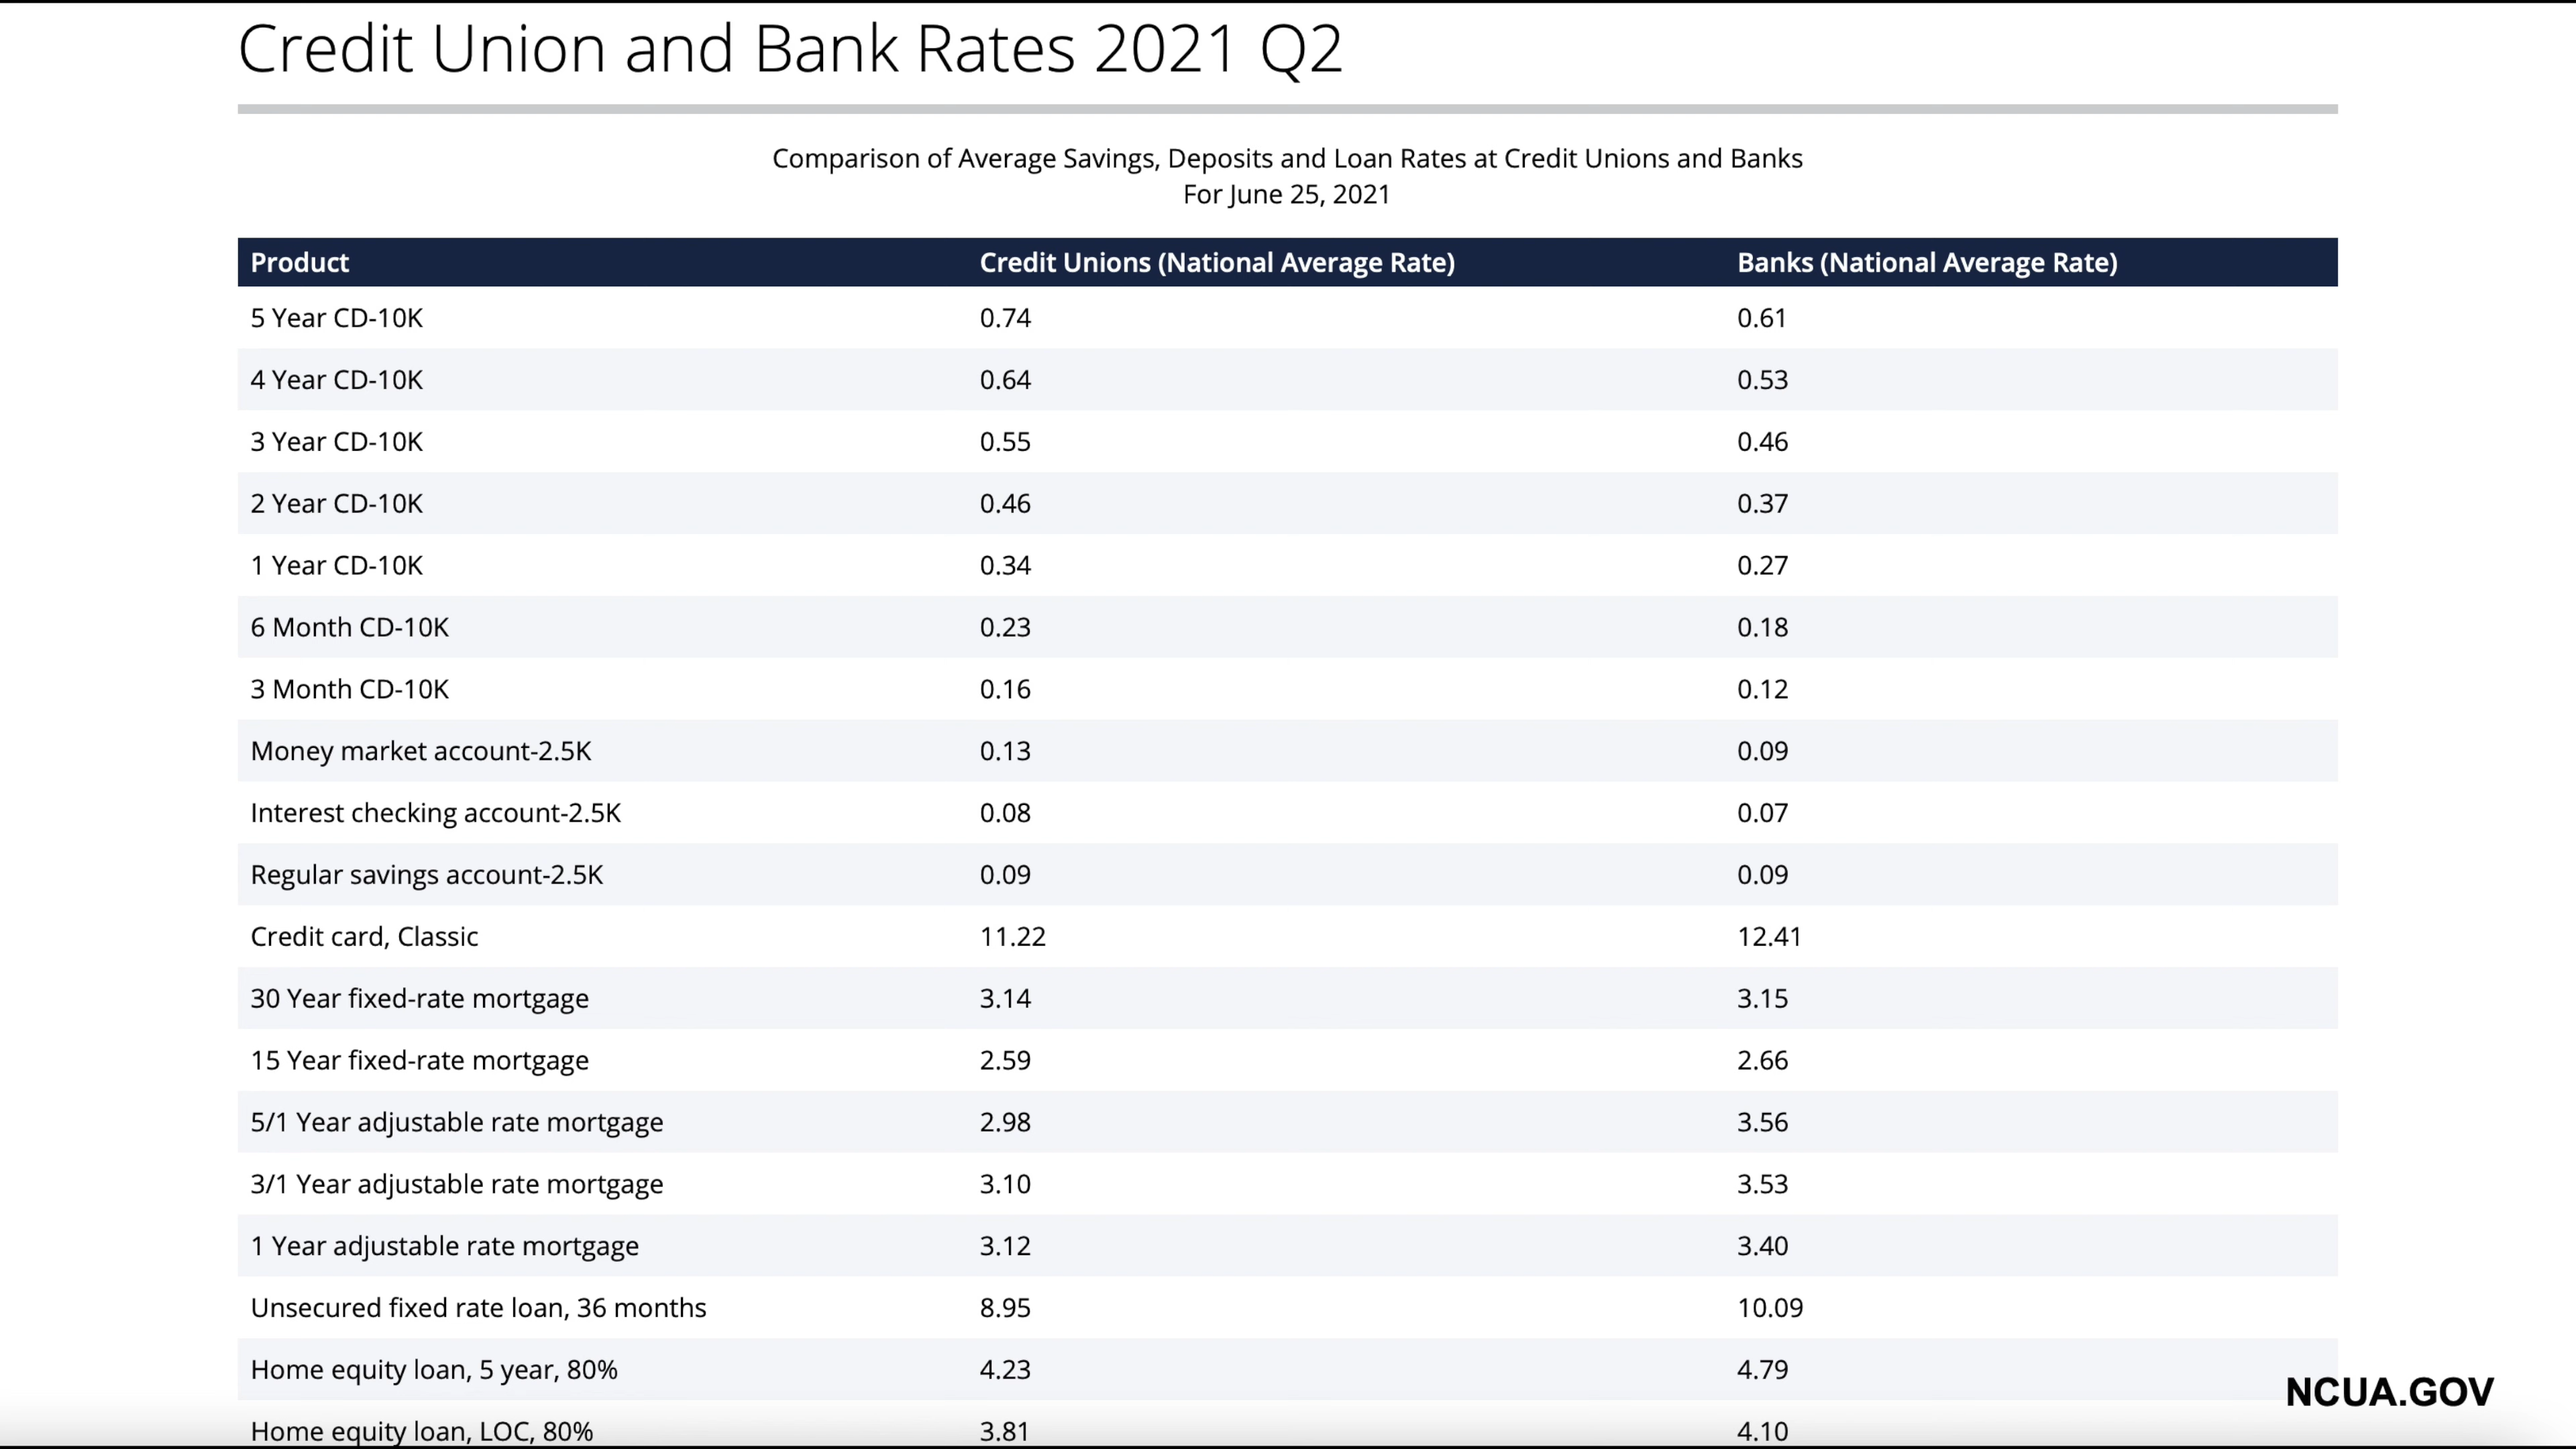 Credit Union and Bank Rates 2021 Q2
Comparison of Average Savings, Deposits and Loan Rates at Credit Unions and Banks
For June 25, 2021
Product Credit Unions (National Average Rate) Banks (National Average Rate)
5 Year CD-10K 0.74 0.61
4 Year CD-10K 0.64 0.53
3 Year CD-10K 0.55 0.46
2 Year CD-10K 0.46 0.37
1 Year CD-10K 0.34 0.27
6 Month CD-10K 0.23 0.18
3 Month CD-10K 0.16 0.12
Money market account-2.5K 0.13 0.09
Interest checking account-2.5K 0.08 0.07
Regular savings account-2.5K 0.09 0.09
Credit card, Classic 11.22 12.41
30 Year fixed-rate mortgage 3.14 3.15
15 Year fixed-rate mortgage 2.59 2.66
5/1 Year adjustable rate mortgage 2.98 3.56
3/1 Year adjustable rate mortgage 3.10 3.53
1 Year adjustable rate mortgage 3.12 3.40
Unsecured fixed rate loan, 36 months 8.95 10.09
Home equity loan, 5 year, 80% 4.23 4.79
NCUA.GOV
Home equity loan, LOC, 80% 3.81 4.10